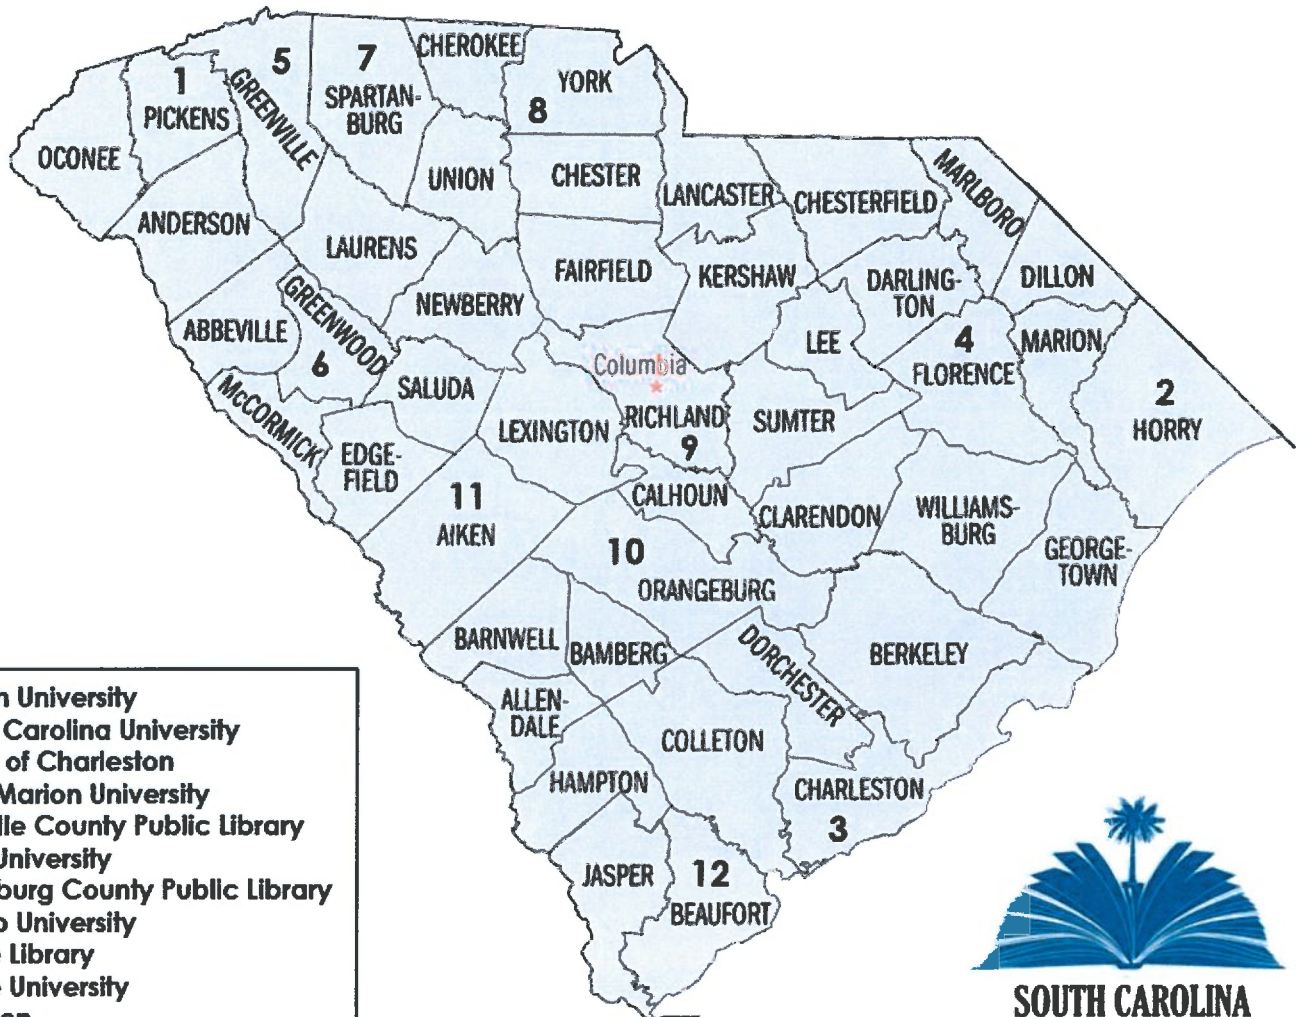 CHEROKEE
5
7
1
GREENVILLE
SPARTAN-
BURG
8
YORK
PICKENS
OCONEE
UNION
CHESTER
LANCASTER
CHESTERFIELD
MARLBORO
ANDERSON
LAURENS
FAIRFIELD
KERSHAW
DARLING-
TON
DILLON
ABBEVILLE
GREENWOOD
6
NEWBERRY
LEE
4
FLORENCE
MARION
Columbia
McCORMICK
SALUDA
LEXINGTON
RICHLAND
9
SUMTER
2
HORRY
EDGE-
FIELD
11
AIKEN
CALHOUN
CLARENDON
WILLIAMS-
BURG
GEORGE-
TOWN
10
ORANGEBURG
BARNWELL
BAMBERG
DORCHESTER
BERKELEY
ALLEN-
DALE
COLLETON
HAMPTON
CHARLESTON
3
JASPER
12
BEAUFORT
n University
Carolina University
of Charleston
Marion University
lle County Public Library
University
burg County Public Library
o University
Library
University
SOUTH CAROLINA